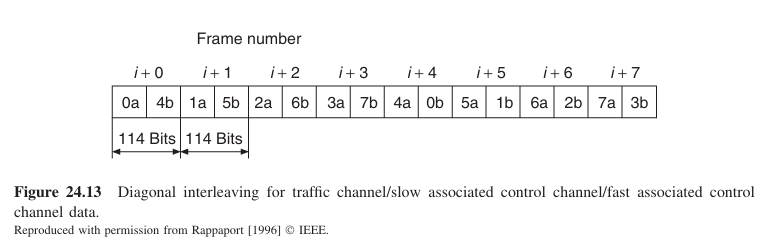 Frame number
i + 0 i + 1 i + 2 i + 3 i + 4 i + 5 i + 6 i + 7
0a 4b 1a 5b 2a 6b 3a 7b 4a 0b 5a 1b 6a 2b 7a 3b
114 Bits 114 Bits
Figure 24.13 Diagonal interleaving for traffic channel/slow associated control channel/fast associated control
channel data.
Reproduced with permission from Rappaport [1996] © IEEE.